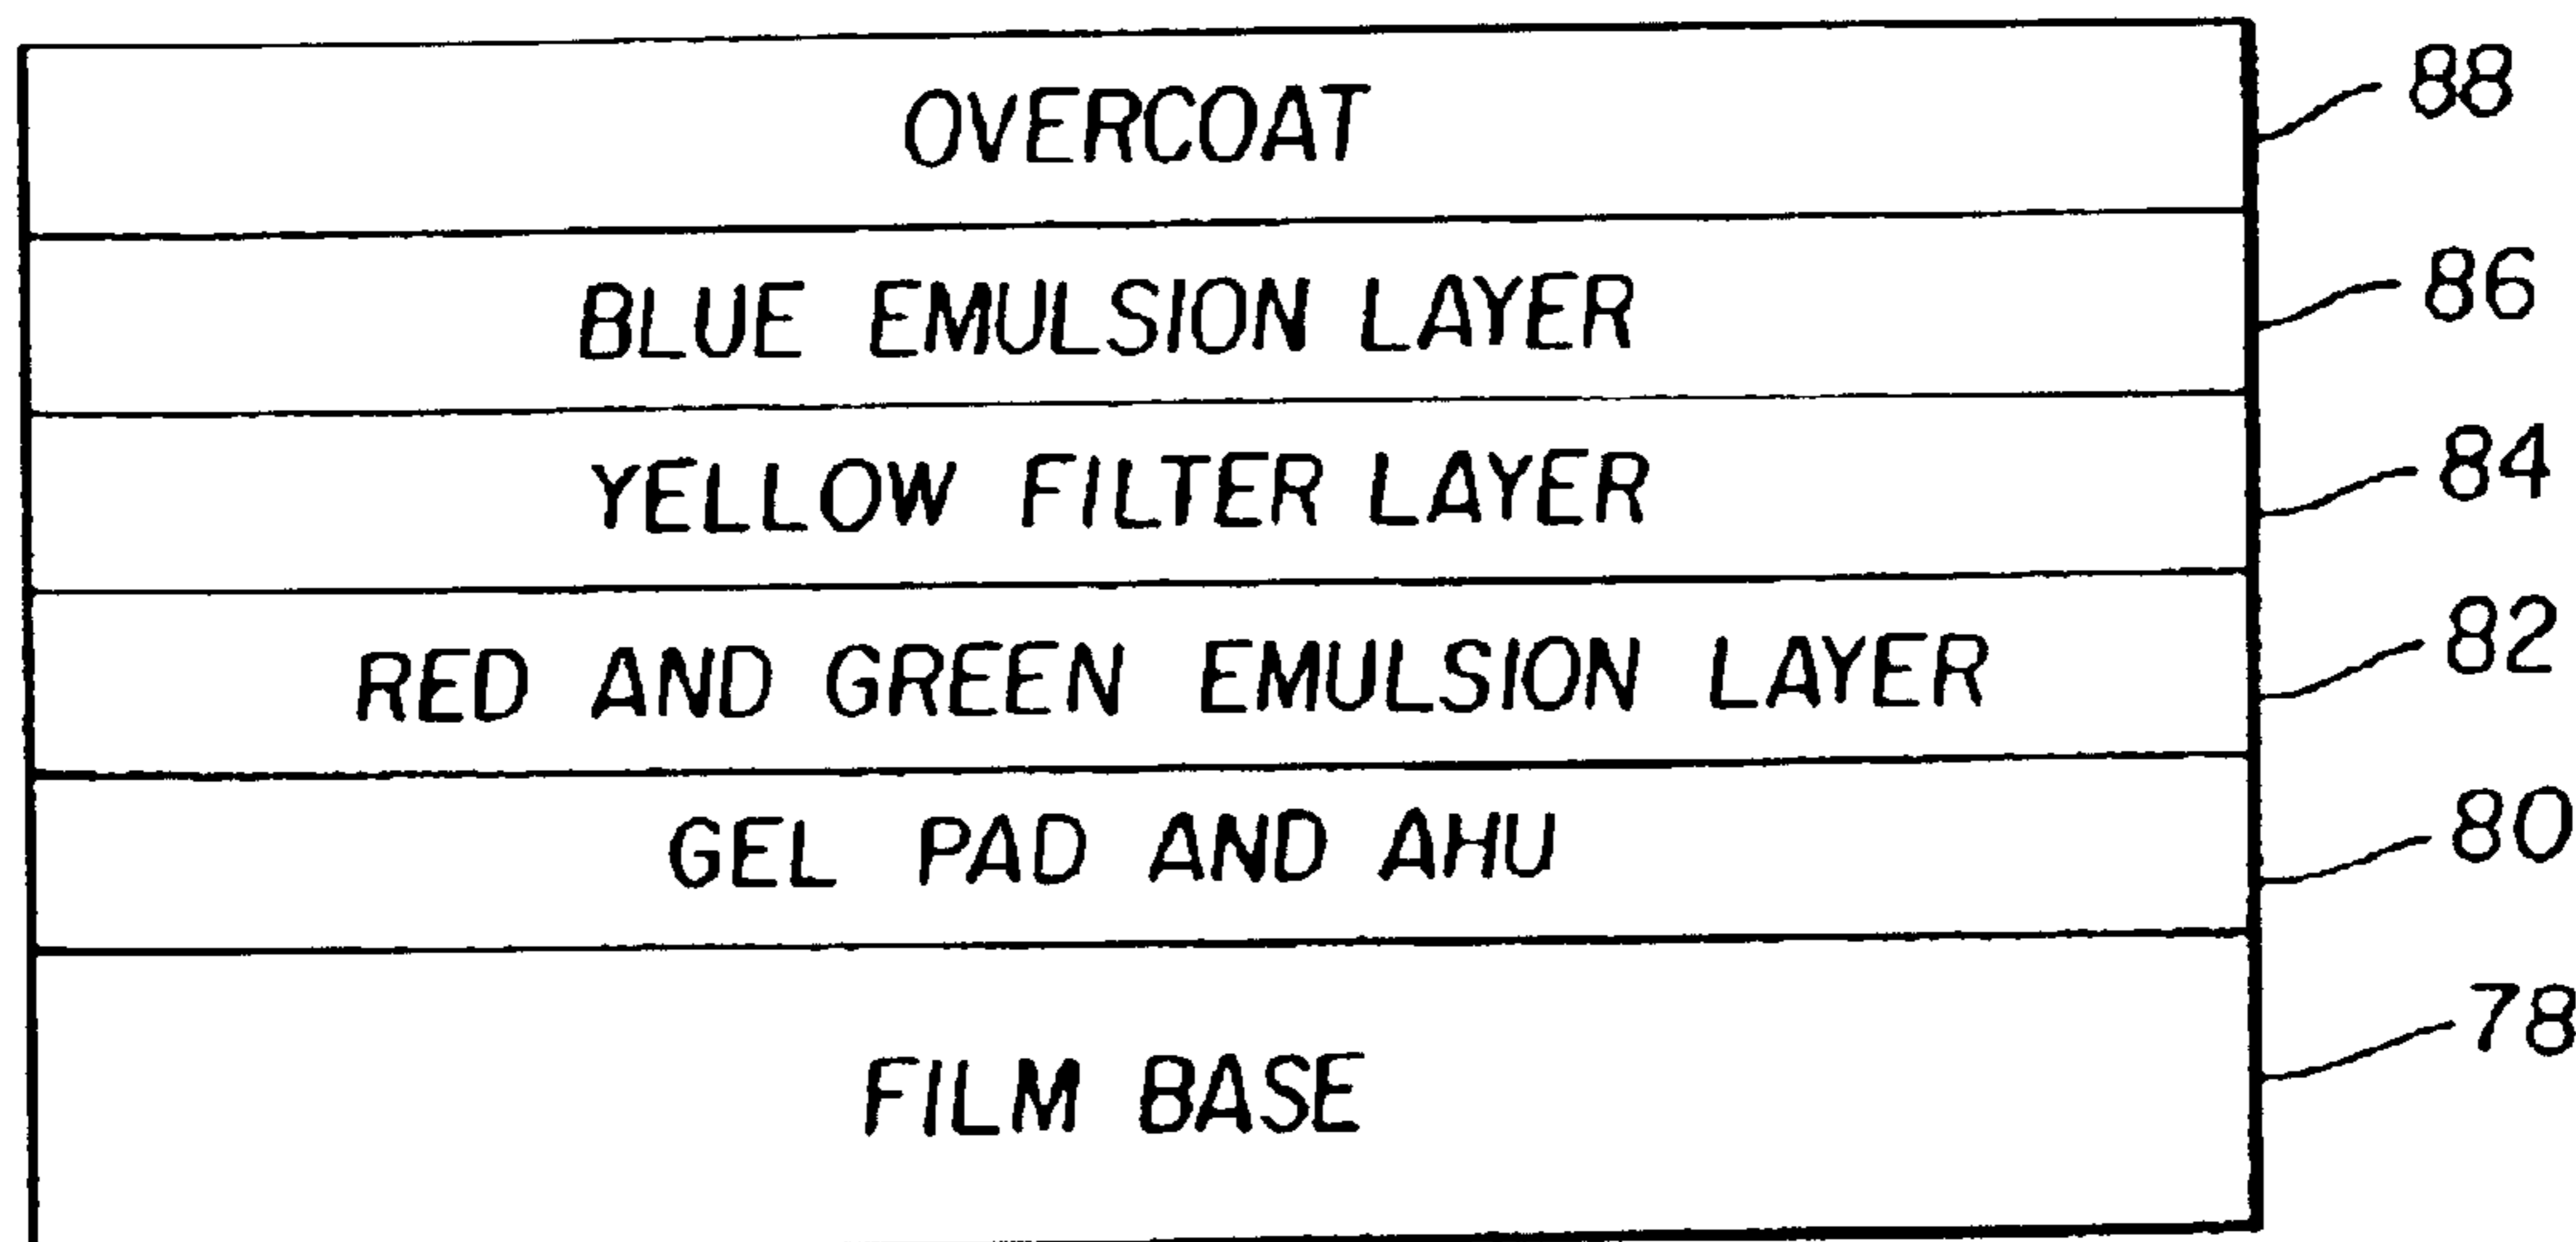 OVERCOAT 88
BLUE EMULSION LAYER 86
YELLOW FILTER LAYER 84
RED AND GREEN EMULSION LAYER 82
GEL PAD AND AHU 80
FILM BASE 78